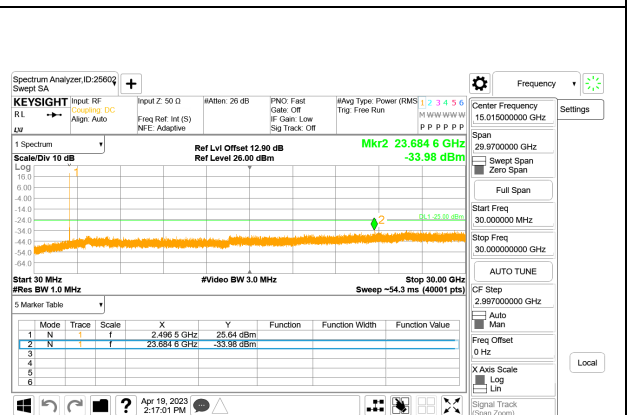 Spectrum Analyzer,ID:25602
Swept SA
+
Frequency
KEYSIGHT
RL
Input: RF
Coupling: DC
Align: Auto
Input Z: 50 Ω
Freq Ref: Int (S)
NFE: Adaptive
#Atten: 26 dB
PNO: Fast
Gate: Off
IF Gain: Low
Sig Track: Off
#Avg Type: Power (RMS
Trig: Free Run
1 2 3 4 5 6
M W W W W W
P P P P P P
1 Spectrum
Scale/Div 10 dB
Ref Lvl Offset 12.90 dB
Ref Level 26.00 dBm
Mkr2 23.684 6 GHz
-33.98 dBm
Log
16.0
6.00
-4.00
-14.0
-24.0
-34.0
-44.0
-54.0
-64.0
1
2
DL1 -25.00 dBm
Start 30 MHz
#Res BW 1.0 MHz
#Video BW 3.0 MHz
Stop 30.00 GHz
Sweep ~54.3 ms (40001 pts)
5 Marker Table
Mode Trace Scale X Y Function Function Width Function Value
1 N 1 f 2.496 5 GHz 25.64 dBm
2 N 1 f 23.684 6 GHz -33.98 dBm
3
4
5
6
Apr 19, 2023
2:17:01 PM
?
Center Frequency
15.015000000 GHz
Settings
Span
29.9700000 GHz
Swept Span
Zero Span
Full Span
Start Freq
30.000000 MHz
Stop Freq
30.000000000 GHz
AUTO TUNE
CF Step
2.997000000 GHz
Auto
Man
Freq Offset
0 Hz
X Axis Scale
Log
Lin
Local
Signal Track
(Span Zoom)